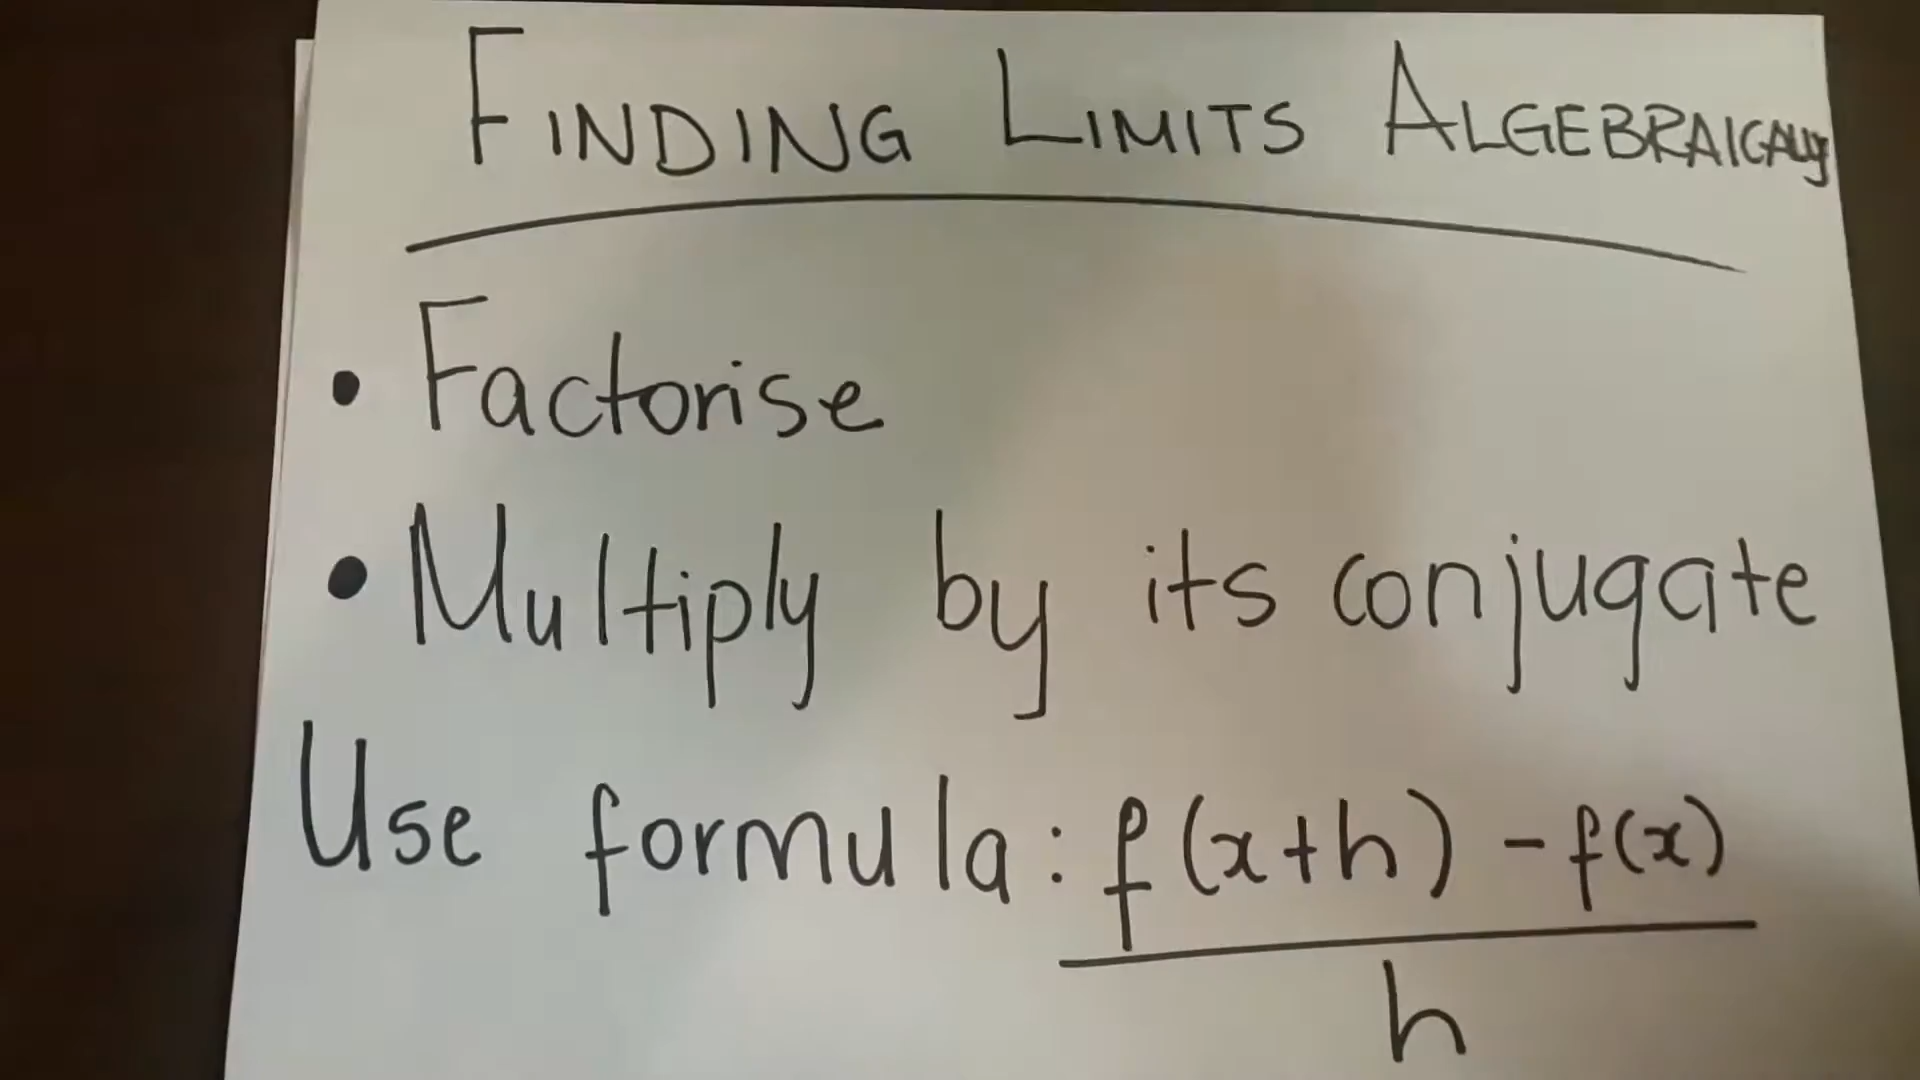 FINDING LIMITS ALGEBRAICALLY
• Factorise
• Multiply by its conjugate
Use formula: f(x+h) - f(x)
h